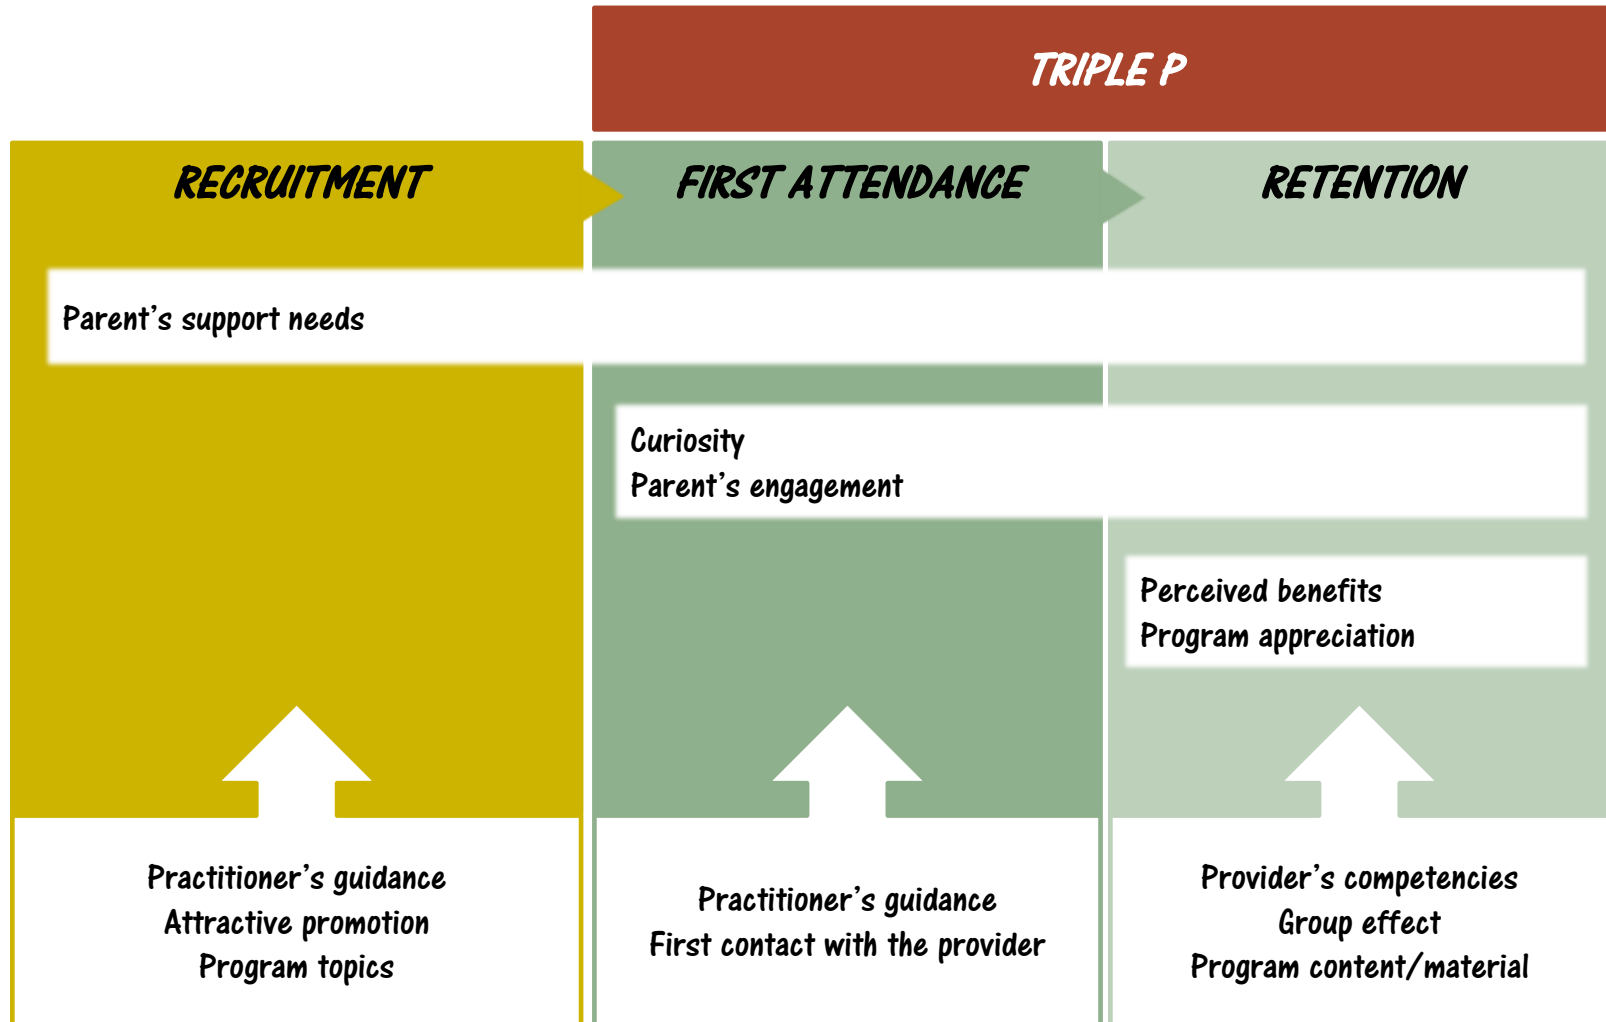 TRIPLE P
RECRUITMENT
FIRST ATTENDANCE
RETENTION
Parent's support needs
Curiosity
Parent's engagement
Perceived benefits
Program appreciation
Practitioner's guidance
Attractive promotion
Program topics
Practitioner's guidance
First contact with the provider
Provider's competencies
Group effect
Program content/material